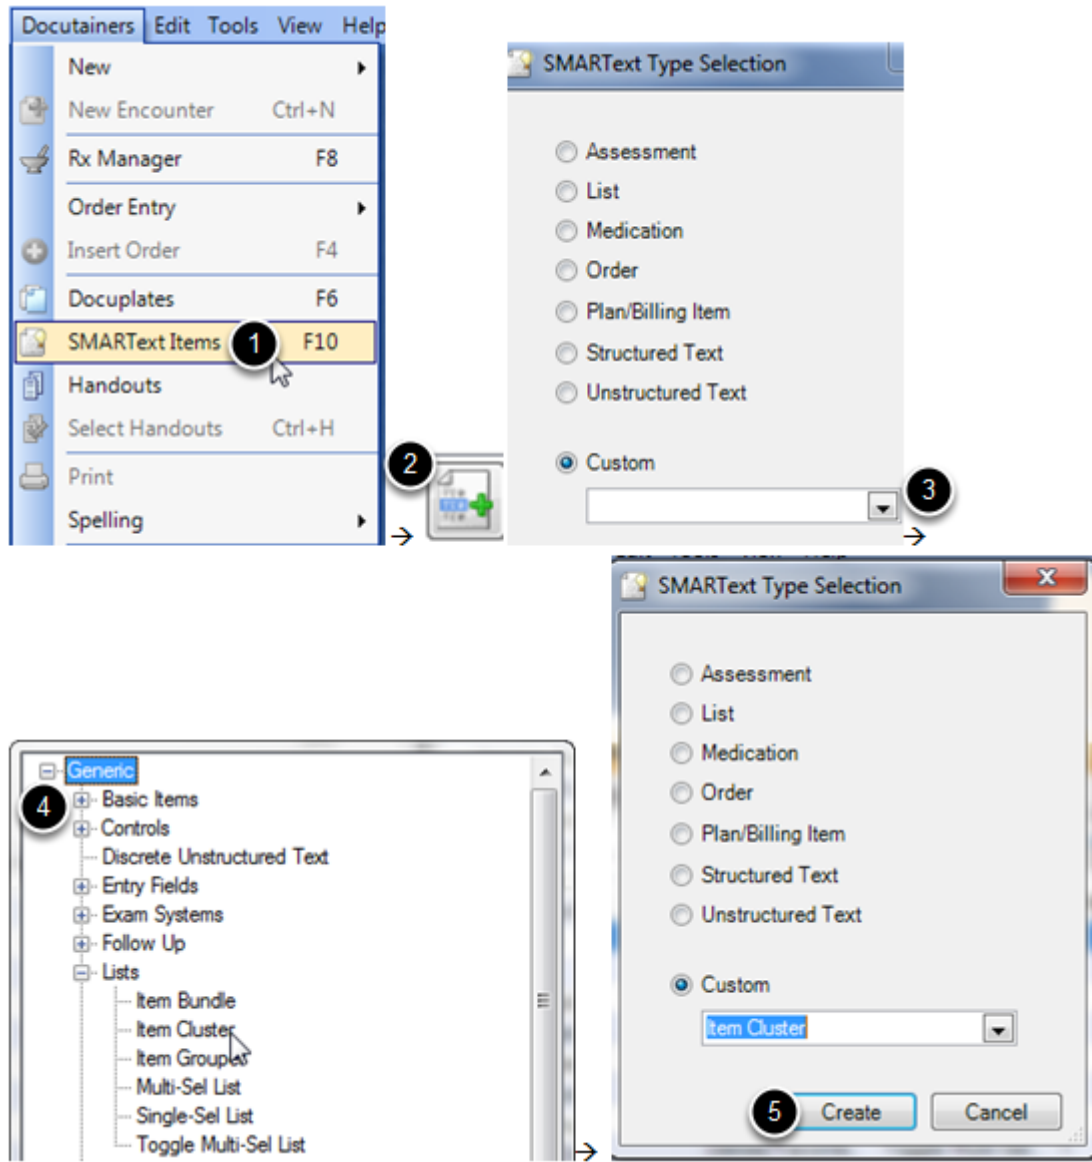 Docutainers Edit Tools View Help
New
New Encounter Ctrl+N
Rx Manager F8
Order Entry
Insert Order F4
Docuplates F6
SMARText Items 1 F10
Handouts
Select Handouts Ctrl+H
Print
Spelling
→
2
SMARText Type Selection
Assessment
List
Medication
Order
Plan/Billing Item
Structured Text
Unstructured Text
Custom
3
→
Generic
4
Basic Items
Controls
Discrete Unstructured Text
Entry Fields
Exam Systems
Follow Up
Lists
Item Bundle
Item Cluster
Item Grouper
Multi-Sel List
Single-Sel List
Toggle Multi-Sel List
→
SMARText Type Selection
Assessment
List
Medication
Order
Plan/Billing Item
Structured Text
Unstructured Text
Custom
Item Cluster
5 Create Cancel